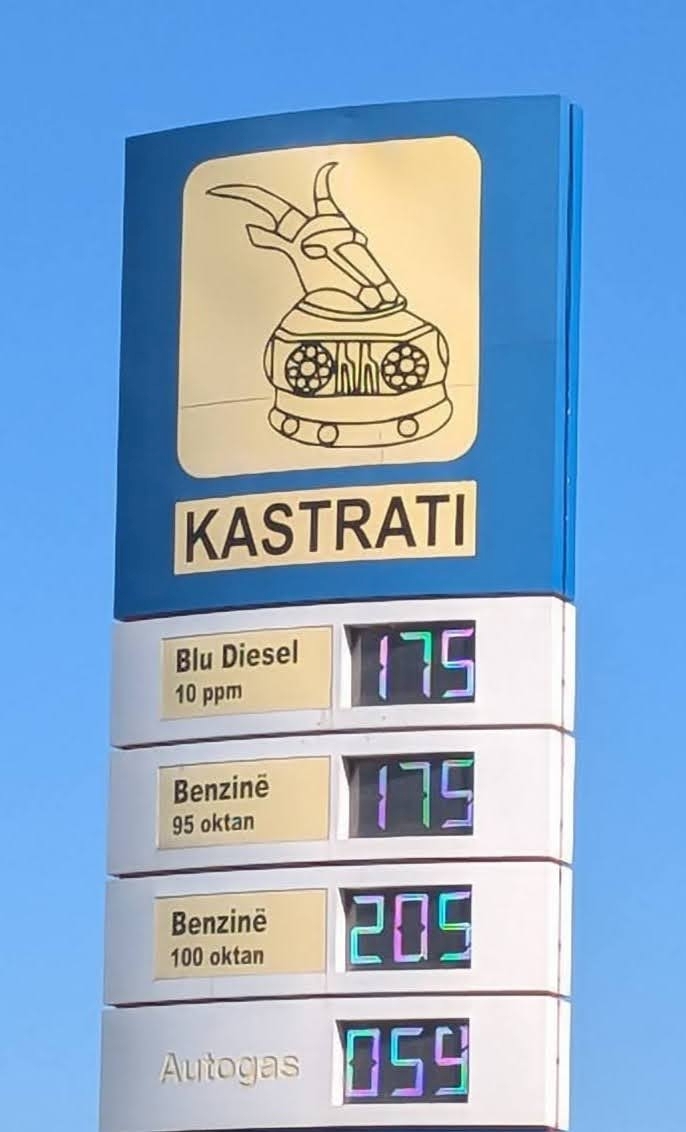 KASTRATI
Blu Diesel
10 ppm
175
Benzinë
95 oktan
175
Benzinë
100 oktan
205
Autogas
059